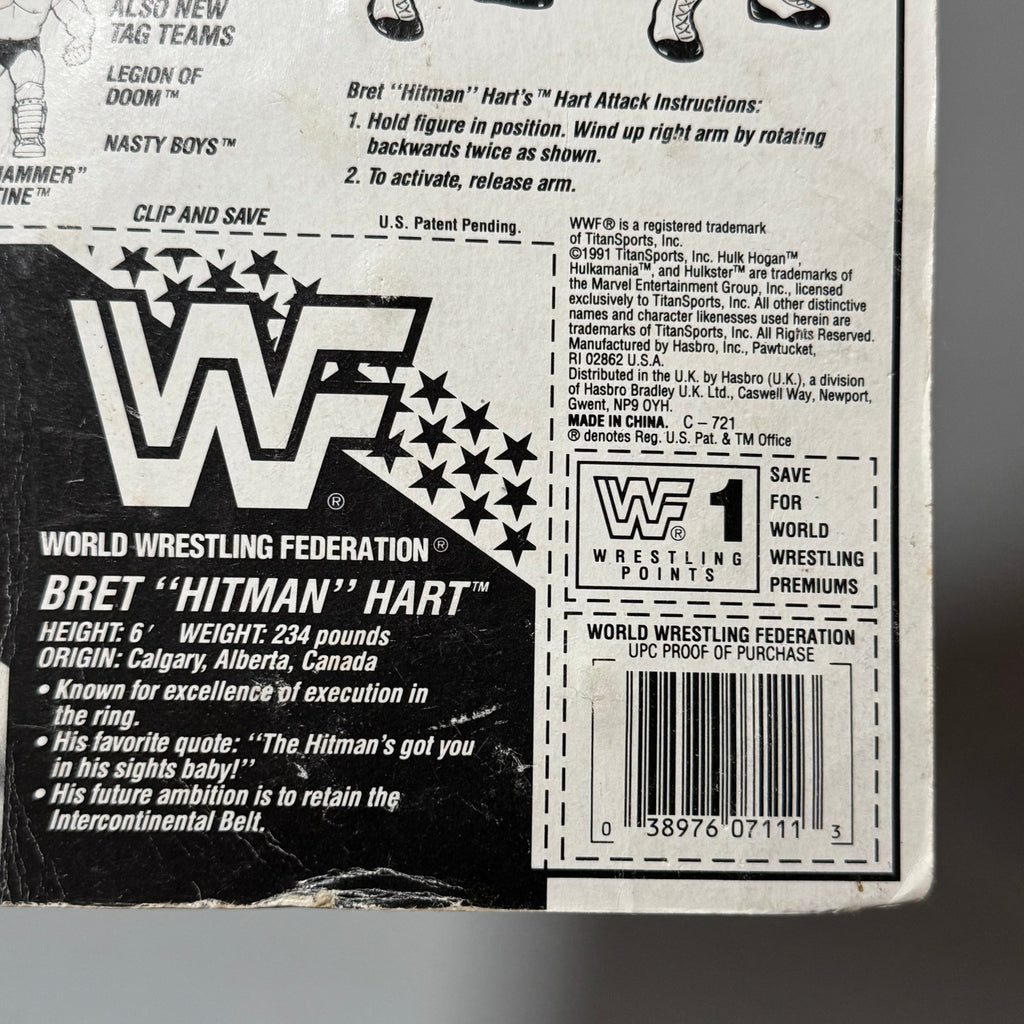 ALSO NEW
TAG TEAMS
LEGION OF
DOOM™
NASTY BOYS™
AMMER"
INE™
Bret "Hitman" Hart's™ Hart Attack Instructions:
1. Hold figure in position. Wind up right arm by rotating
backwards twice as shown.
2. To activate, release arm.
CLIP AND SAVE
U.S. Patent Pending.
WWF® is a registered trademark
of TitanSports, Inc.
©1991 TitanSports, Inc. Hulk Hogan™,
Hulkamania™, and Hulkster™ are trademarks of
the Marvel Entertainment Group, Inc., licensed
exclusively to TitanSports, Inc. All other distinctive
names and character likenesses used herein are
trademarks of TitanSports, Inc. All Rights Reserved.
Manufactured by Hasbro, Inc., Pawtucket,
RI 02862 U.S.A.
Distributed in the U.K. by Hasbro (U.K.), a division
of Hasbro Bradley U.K. Ltd., Caswell Way, Newport,
Gwent, NP9 OYH.
MADE IN CHINA. C – 721
® denotes Reg. U.S. Pat. & TM Office
WF®
WORLD WRESTLING FEDERATION®
BRET "HITMAN" HART™
HEIGHT: 6' WEIGHT: 234 pounds
ORIGIN: Calgary, Alberta, Canada
• Known for excellence of execution in
the ring.
• His favorite quote: "The Hitman's got you
in his sights baby!"
• His future ambition is to retain the
Intercontinental Belt.
WF® 1
WRESTLING
POINTS
SAVE
FOR
WORLD
WRESTLING
PREMIUMS
WORLD WRESTLING FEDERATION
UPC PROOF OF PURCHASE
0 38976 07111 3